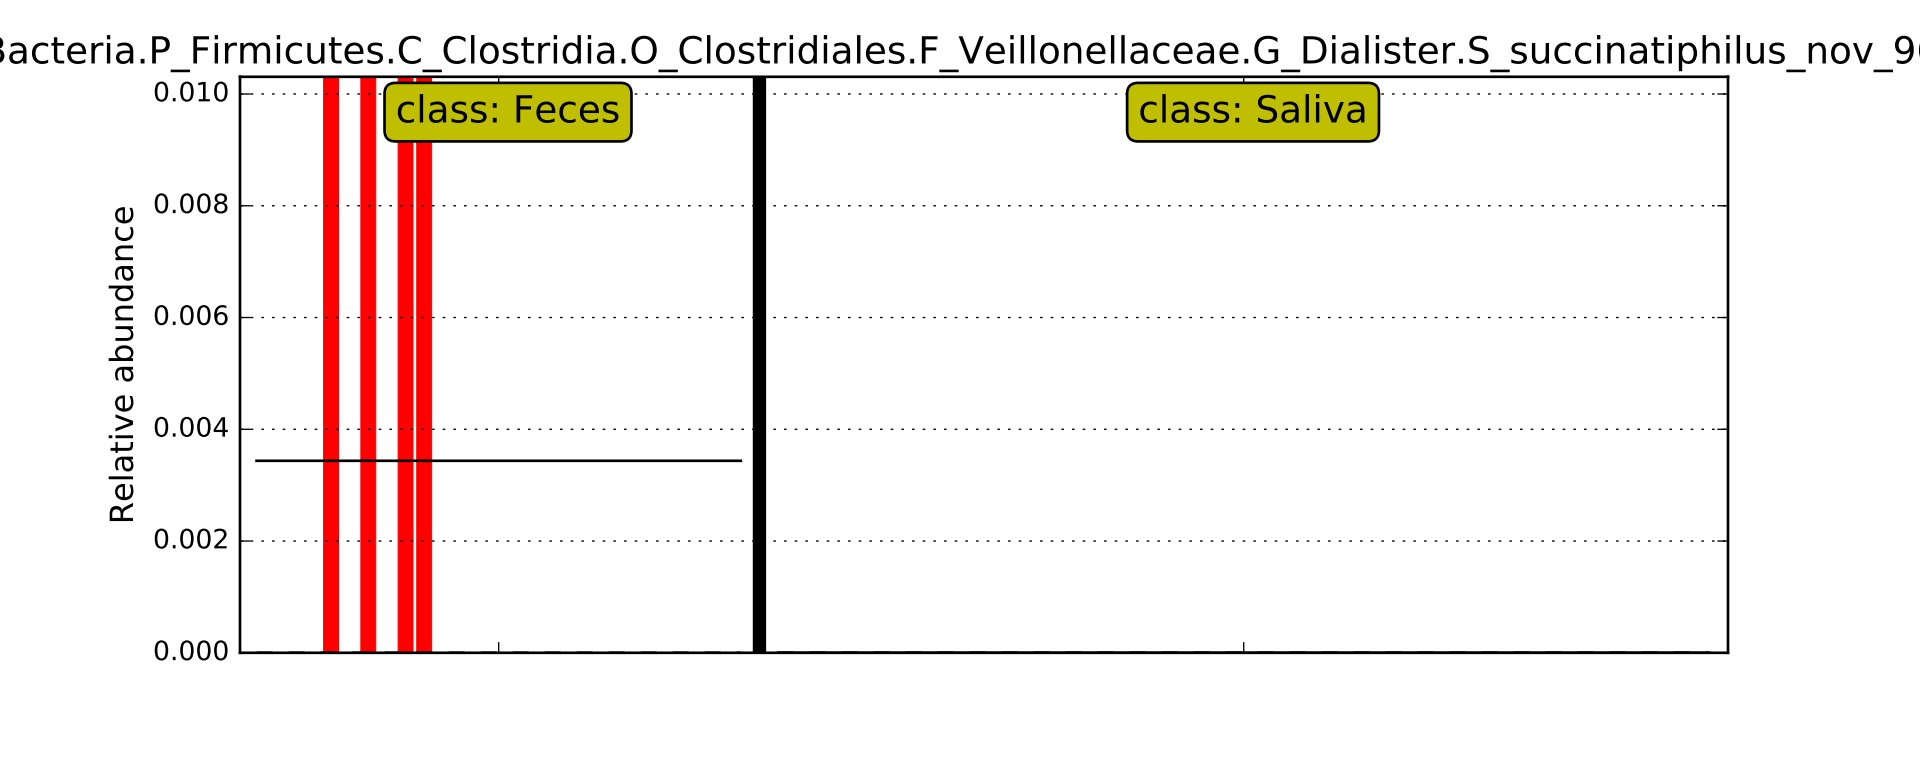 Bacteria.P_Firmicutes.C_Clostridia.O_Clostridiales.F_Veillonellaceae.G_Dialister.S_succinatiphilus_nov_9
class: Feces
class: Saliva
Relative abundance
0.010
0.008
0.006
0.004
0.002
0.000